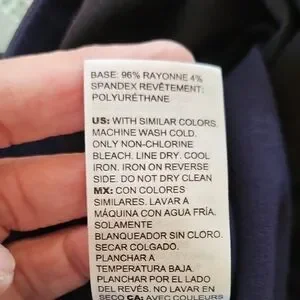 BASE: 96% RAYONNE 4%
SPANDEX REVÊTEMENT:
POLYURÉTHANE
US: WITH SIMILAR COLORS.
MACHINE WASH COLD.
ONLY NON-CHLORINE
BLEACH. LINE DRY. COOL
IRON. IRON ON REVERSE
SIDE. DO NOT DRY CLEAN
MX: CON COLORES
SIMILARES. LAVAR A
MÁQUINA CON AGUA FRÍA.
SOLAMENTE
BLANQUEADOR SIN CLORO.
SECAR COLGADO.
PLANCHAR A
TEMPERATURA BAJA.
PLANCHAR POR EL LADO
DEL REVÉS. NO LAVAR EN
SECO CA: AVEC COULEURS